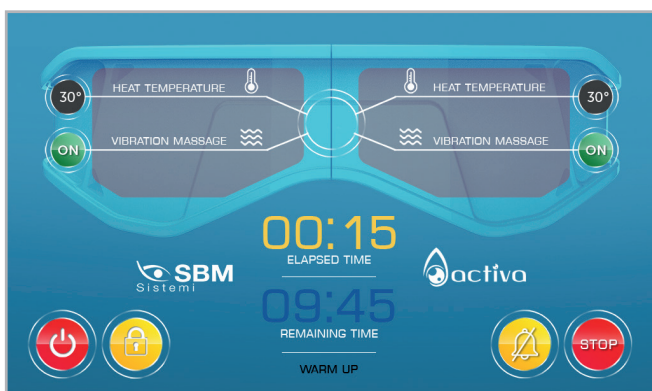 HEAT TEMPERATURE
HEAT TEMPERATURE
30°
30°
VIBRATION MASSAGE
VIBRATION MASSAGE
ON
ON
00:15
ELAPSED TIME
SBM
Sistemi
activa
09:45
REMAINING TIME
STOP
WARM UP